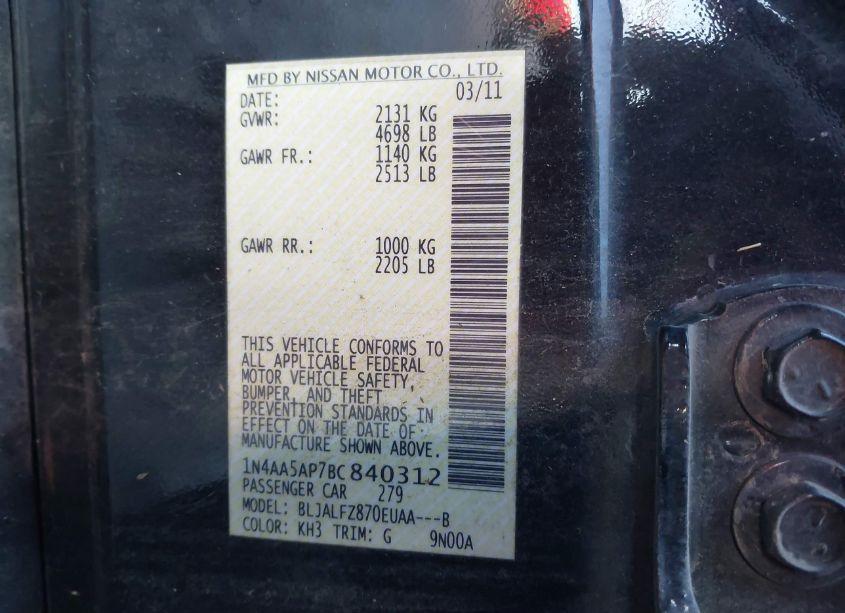 MFD BY NISSAN MOTOR CO., LTD.
DATE: 03/11
GVWR: 2131 KG
4698 LB
GAWR FR.: 1140 KG
2513 LB
GAWR RR.: 1000 KG
2205 LB
THIS VEHICLE CONFORMS TO
ALL APPLICABLE FEDERAL
MOTOR VEHICLE SAFETY,
BUMPER, AND THEFT
PREVENTION STANDARDS IN
EFFECT ON THE DATE OF
MANUFACTURE SHOWN ABOVE.
1N4AA5AP7BC840312
PASSENGER CAR 279
MODEL: BLJALFZ870EUAA---B
COLOR: KH3 TRIM: G 9N00A